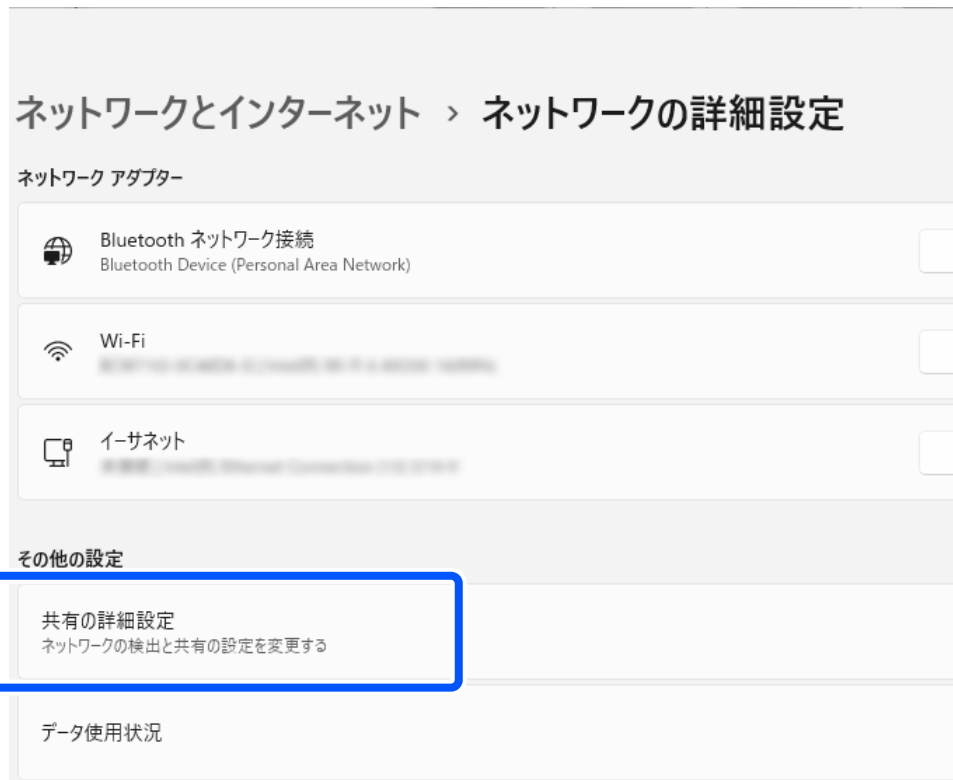 ネットワークとインターネット › ネットワークの詳細設定
ネットワーク アダプター
Bluetooth ネットワーク接続
Bluetooth Device (Personal Area Network)
Wi-Fi
イーサネット
その他の設定
共有の詳細設定
ネットワークの検出と共有の設定を変更する
データ使用状況